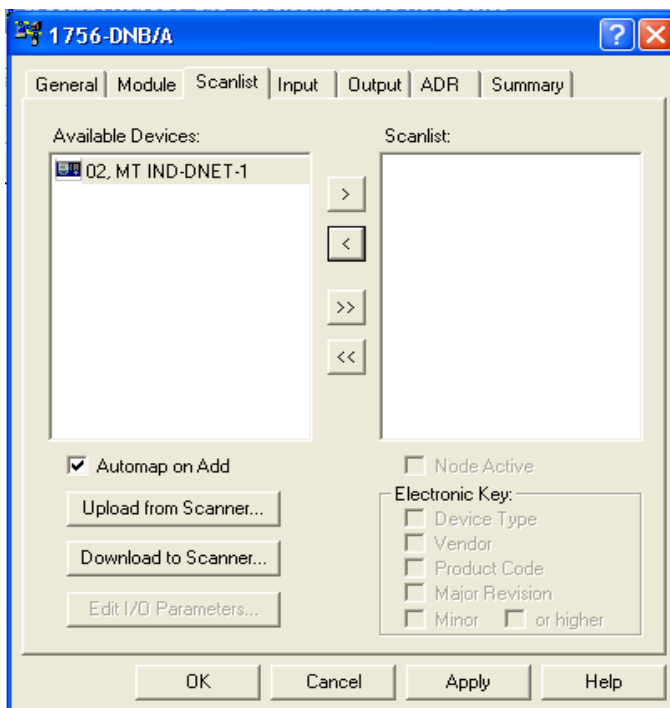 1756-DNB/A
General Module Scanlist Input Output ADR Summary
Available Devices: Scanlist:
02, MT IND-DNET-1
>
<
>>
<<
Automap on Add
Node Active
Upload from Scanner...
Electronic Key:
Device Type
Vendor
Download to Scanner...
Product Code
Major Revision
Edit I/O Parameters...
Minor or higher
OK Cancel Apply Help